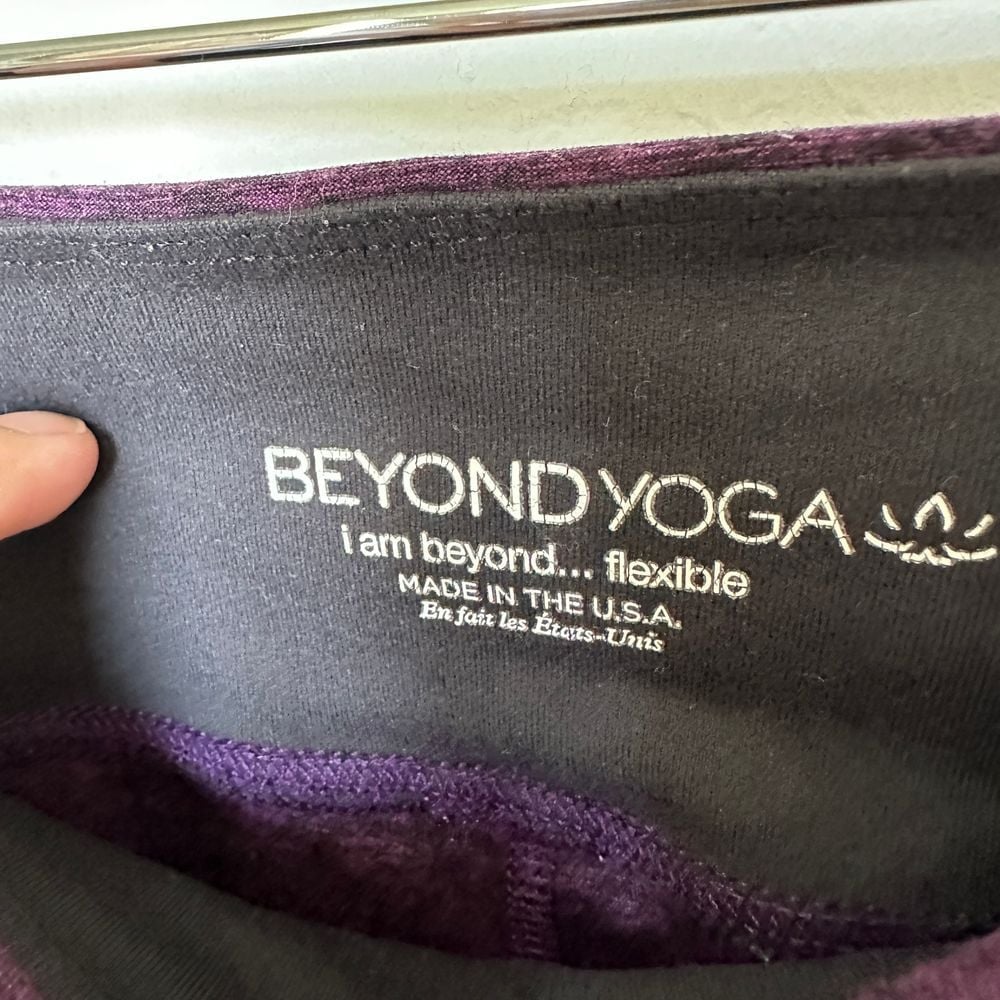 BEYOND YOGA
i am beyond... flexible
MADE IN THE U.S.A.
En fait les États-Unis